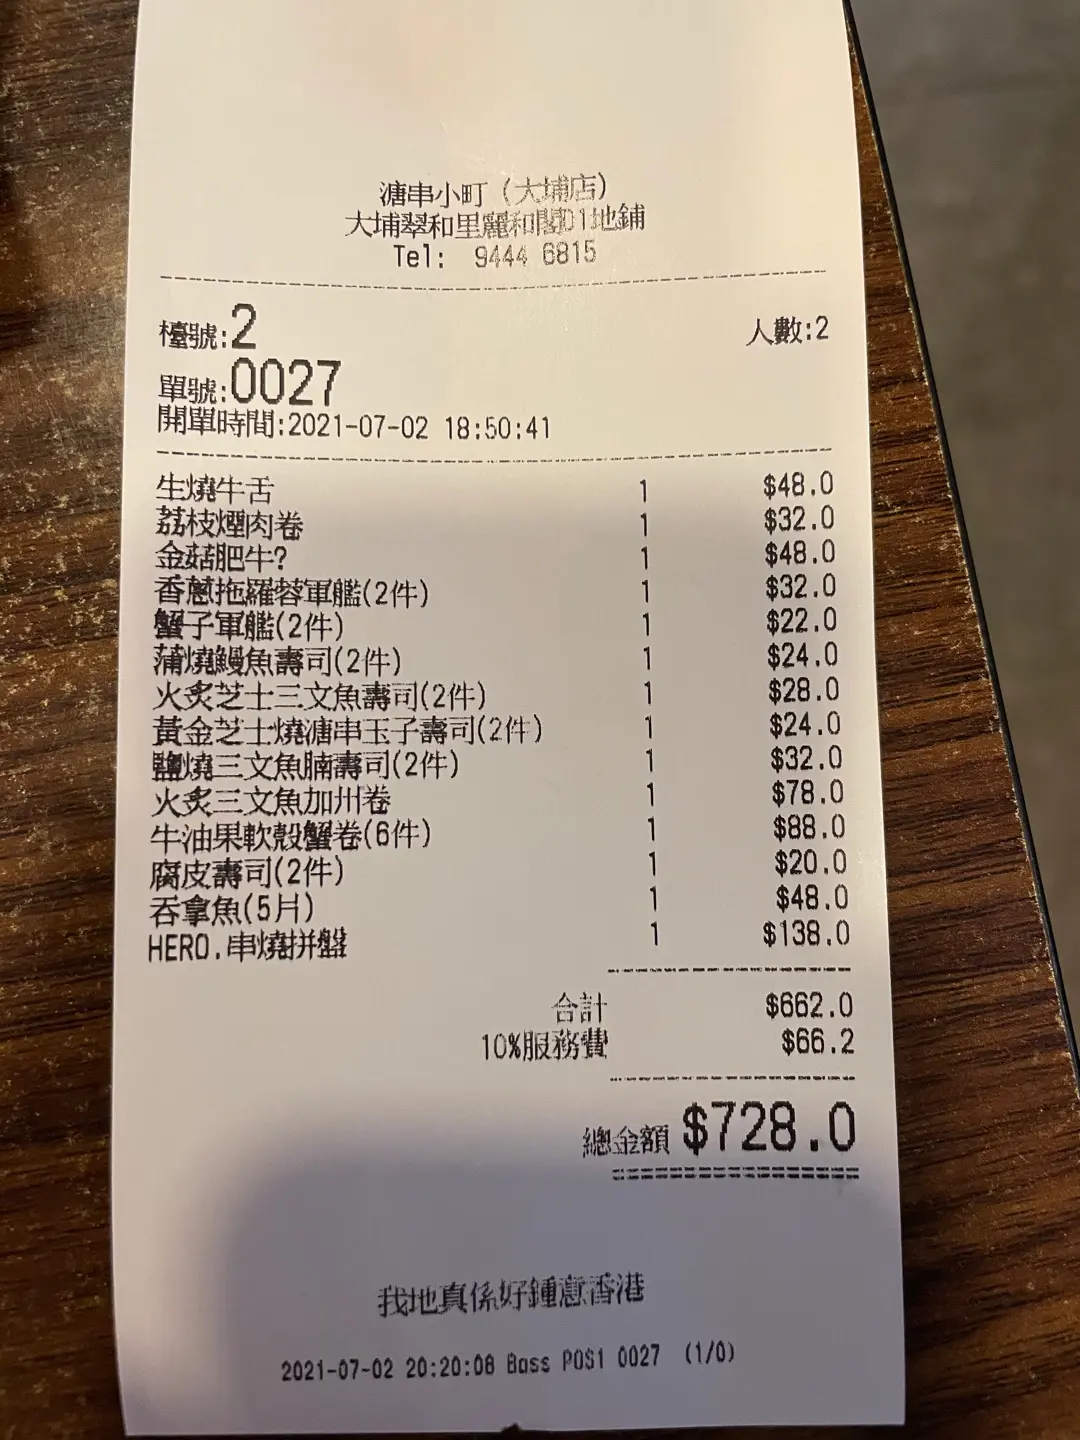 溏串小町（大埔店）
大埔翠和里麗和閣01地鋪
Tel: 9444 6815
檯號:2 人數:2
單號:0027
開單時間:2021-07-02 18:50:41
生燒牛舌 1 $48.0
荔枝煙肉卷 1 $32.0
金菇肥牛? 1 $48.0
香蔥拖羅蓉軍艦(2件) 1 $32.0
蟹子軍艦(2件) 1 $22.0
蒲燒鰻魚壽司(2件) 1 $24.0
火炙芝士三文魚壽司(2件) 1 $28.0
黃金芝士燒溏串玉子壽司(2件) 1 $24.0
鹽燒三文魚腩壽司(2件) 1 $32.0
火炙三文魚加州卷 1 $78.0
牛油果軟殼蟹卷(6件) 1 $88.0
腐皮壽司(2件) 1 $20.0
吞拿魚(5片) 1 $48.0
HERO.串燒拼盤 1 $138.0
合計 $662.0
10%服務費 $66.2
總金額 $728.0
我地真係好鍾意香港
2021-07-02 20:20:08 Boss POS1 0027 (1/0)